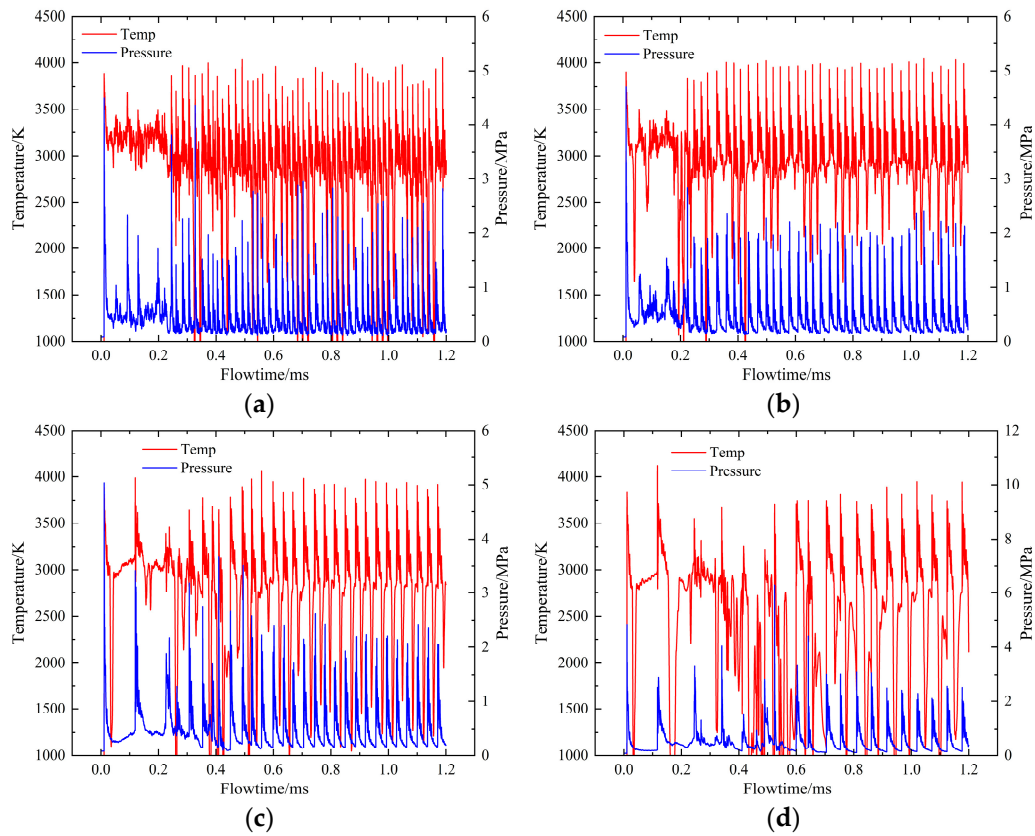 4500 6
Temp
Pressure
4000 5
3500 4
3000 3
2500
2000 2
1500 1
1000 0
0.0 0.2 0.4 0.6 0.8 1.0 1.2
Temperature/K
Pressure/MPa
Flowtime/ms
(a)
4500 6
Temp
Pressure
4000 5
3500 4
3000 3
2500
2000 2
1500 1
1000 0
0.0 0.2 0.4 0.6 0.8 1.0 1.2
Temperature/K
Pressure/MPa
Flowtime/ms
(b)
4500 6
Temp
Pressure
4000 5
3500 4
3000 3
2500
2000 2
1500 1
1000 0
0.0 0.2 0.4 0.6 0.8 1.0 1.2
Temperature/K
Pressure/MPa
Flowtime/ms
(c)
4500 12
Temp
Pressure
4000 10
3500 8
3000 6
2500
2000 4
1500 2
1000 0
0.0 0.2 0.4 0.6 0.8 1.0 1.2
Temperature/K
Pressure/MPa
Flowtime/ms
(d)